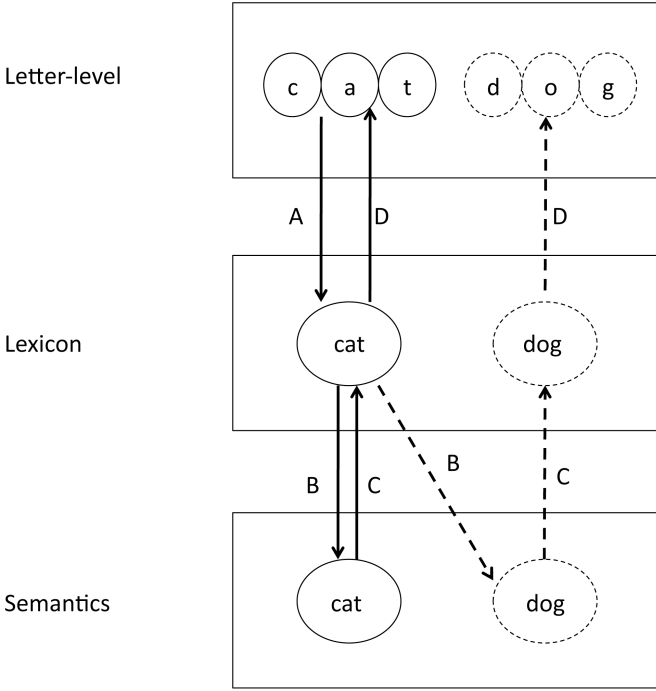 Letter-level
c a t d o g
A D D
Lexicon
cat dog
B C B C
Semantics
cat dog